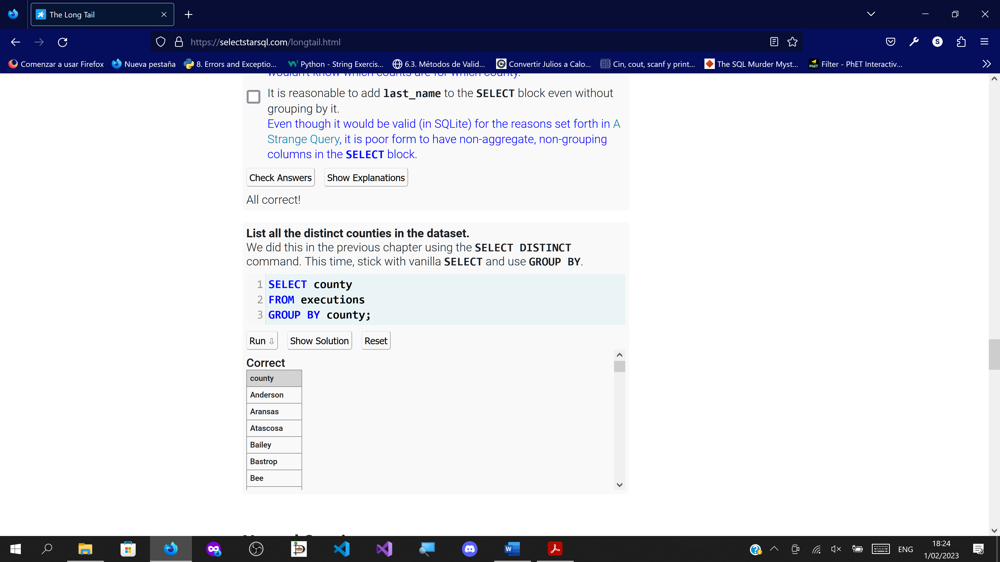 The Long Tail
https://selectstarsql.com/longtail.html
S
Comenzar a usar Firefox
Nueva pestaña
8. Errors and Exceptio...
Python - String Exercis...
6.3. Métodos de Valid...
Convertir Julios a Calo...
Cin, cout, scanf y print...
The SQL Murder Myst...
Filter - PhET Interactiv...
wouldn't know which counts are for which county.
It is reasonable to add last_name to the SELECT block even without
grouping by it.
Even though it would be valid (in SQLite) for the reasons set forth in A
Strange Query, it is poor form to have non-aggregate, non-grouping
columns in the SELECT block.
Check Answers
Show Explanations
All correct!
List all the distinct counties in the dataset.
We did this in the previous chapter using the SELECT DISTINCT
command. This time, stick with vanilla SELECT and use GROUP BY.
1 SELECT county
2 FROM executions
3 GROUP BY county;
Run ⇩
Show Solution
Reset
Correct
county
Anderson
Aransas
Atascosa
Bailey
Bastrop
Bee
ENG
18:24
1/02/2023